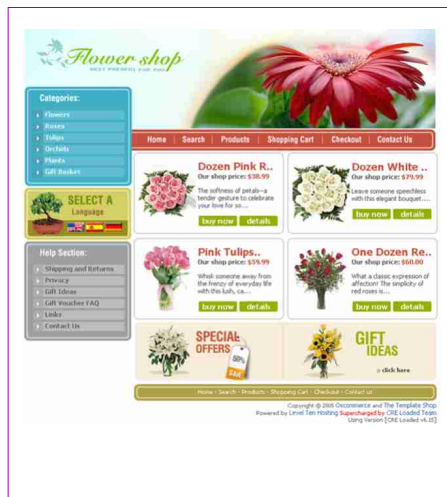 Flower shop
BEST PRESENT FOR YOU
Categories:
Flowers
Roses
Tulips
Orchids
Plants
Gift Basket
SELECT A
Language
Help Section:
Shipping and Returns
Privacy
Gift Ideas
Gift Voucher FAQ
Links
Contact Us
Home | Search | Products | Shopping Cart | Checkout | Contact Us
Dozen Pink R..
Our shop price: $38.99
The softness of petals—a
tender gesture to celebrate
your love for so...
buy now details
Dozen White ..
Our shop price: $79.99
Leave someone speechless
with this elegant bouquet....
buy now details
Pink Tulips..
Our shop price: $59.99
Whisk someone away from
the frenzy of everyday life
with this lush, ca...
buy now details
One Dozen Re..
Our shop price: $60.00
What a classic expression of
affection! The simplicity of
red roses is...
buy now details
SPECIAL
OFFERS
50%
SALE
GIFT
IDEAS
click here
Home - Search - Products - Shopping Cart - Checkout - Contact us
Copyright @ 2005 Oscommerce and The Template Shop
Powered by Level Ten Hosting Supercharged by CRE Loaded Team
Using Version [CRE Loaded v6.15]